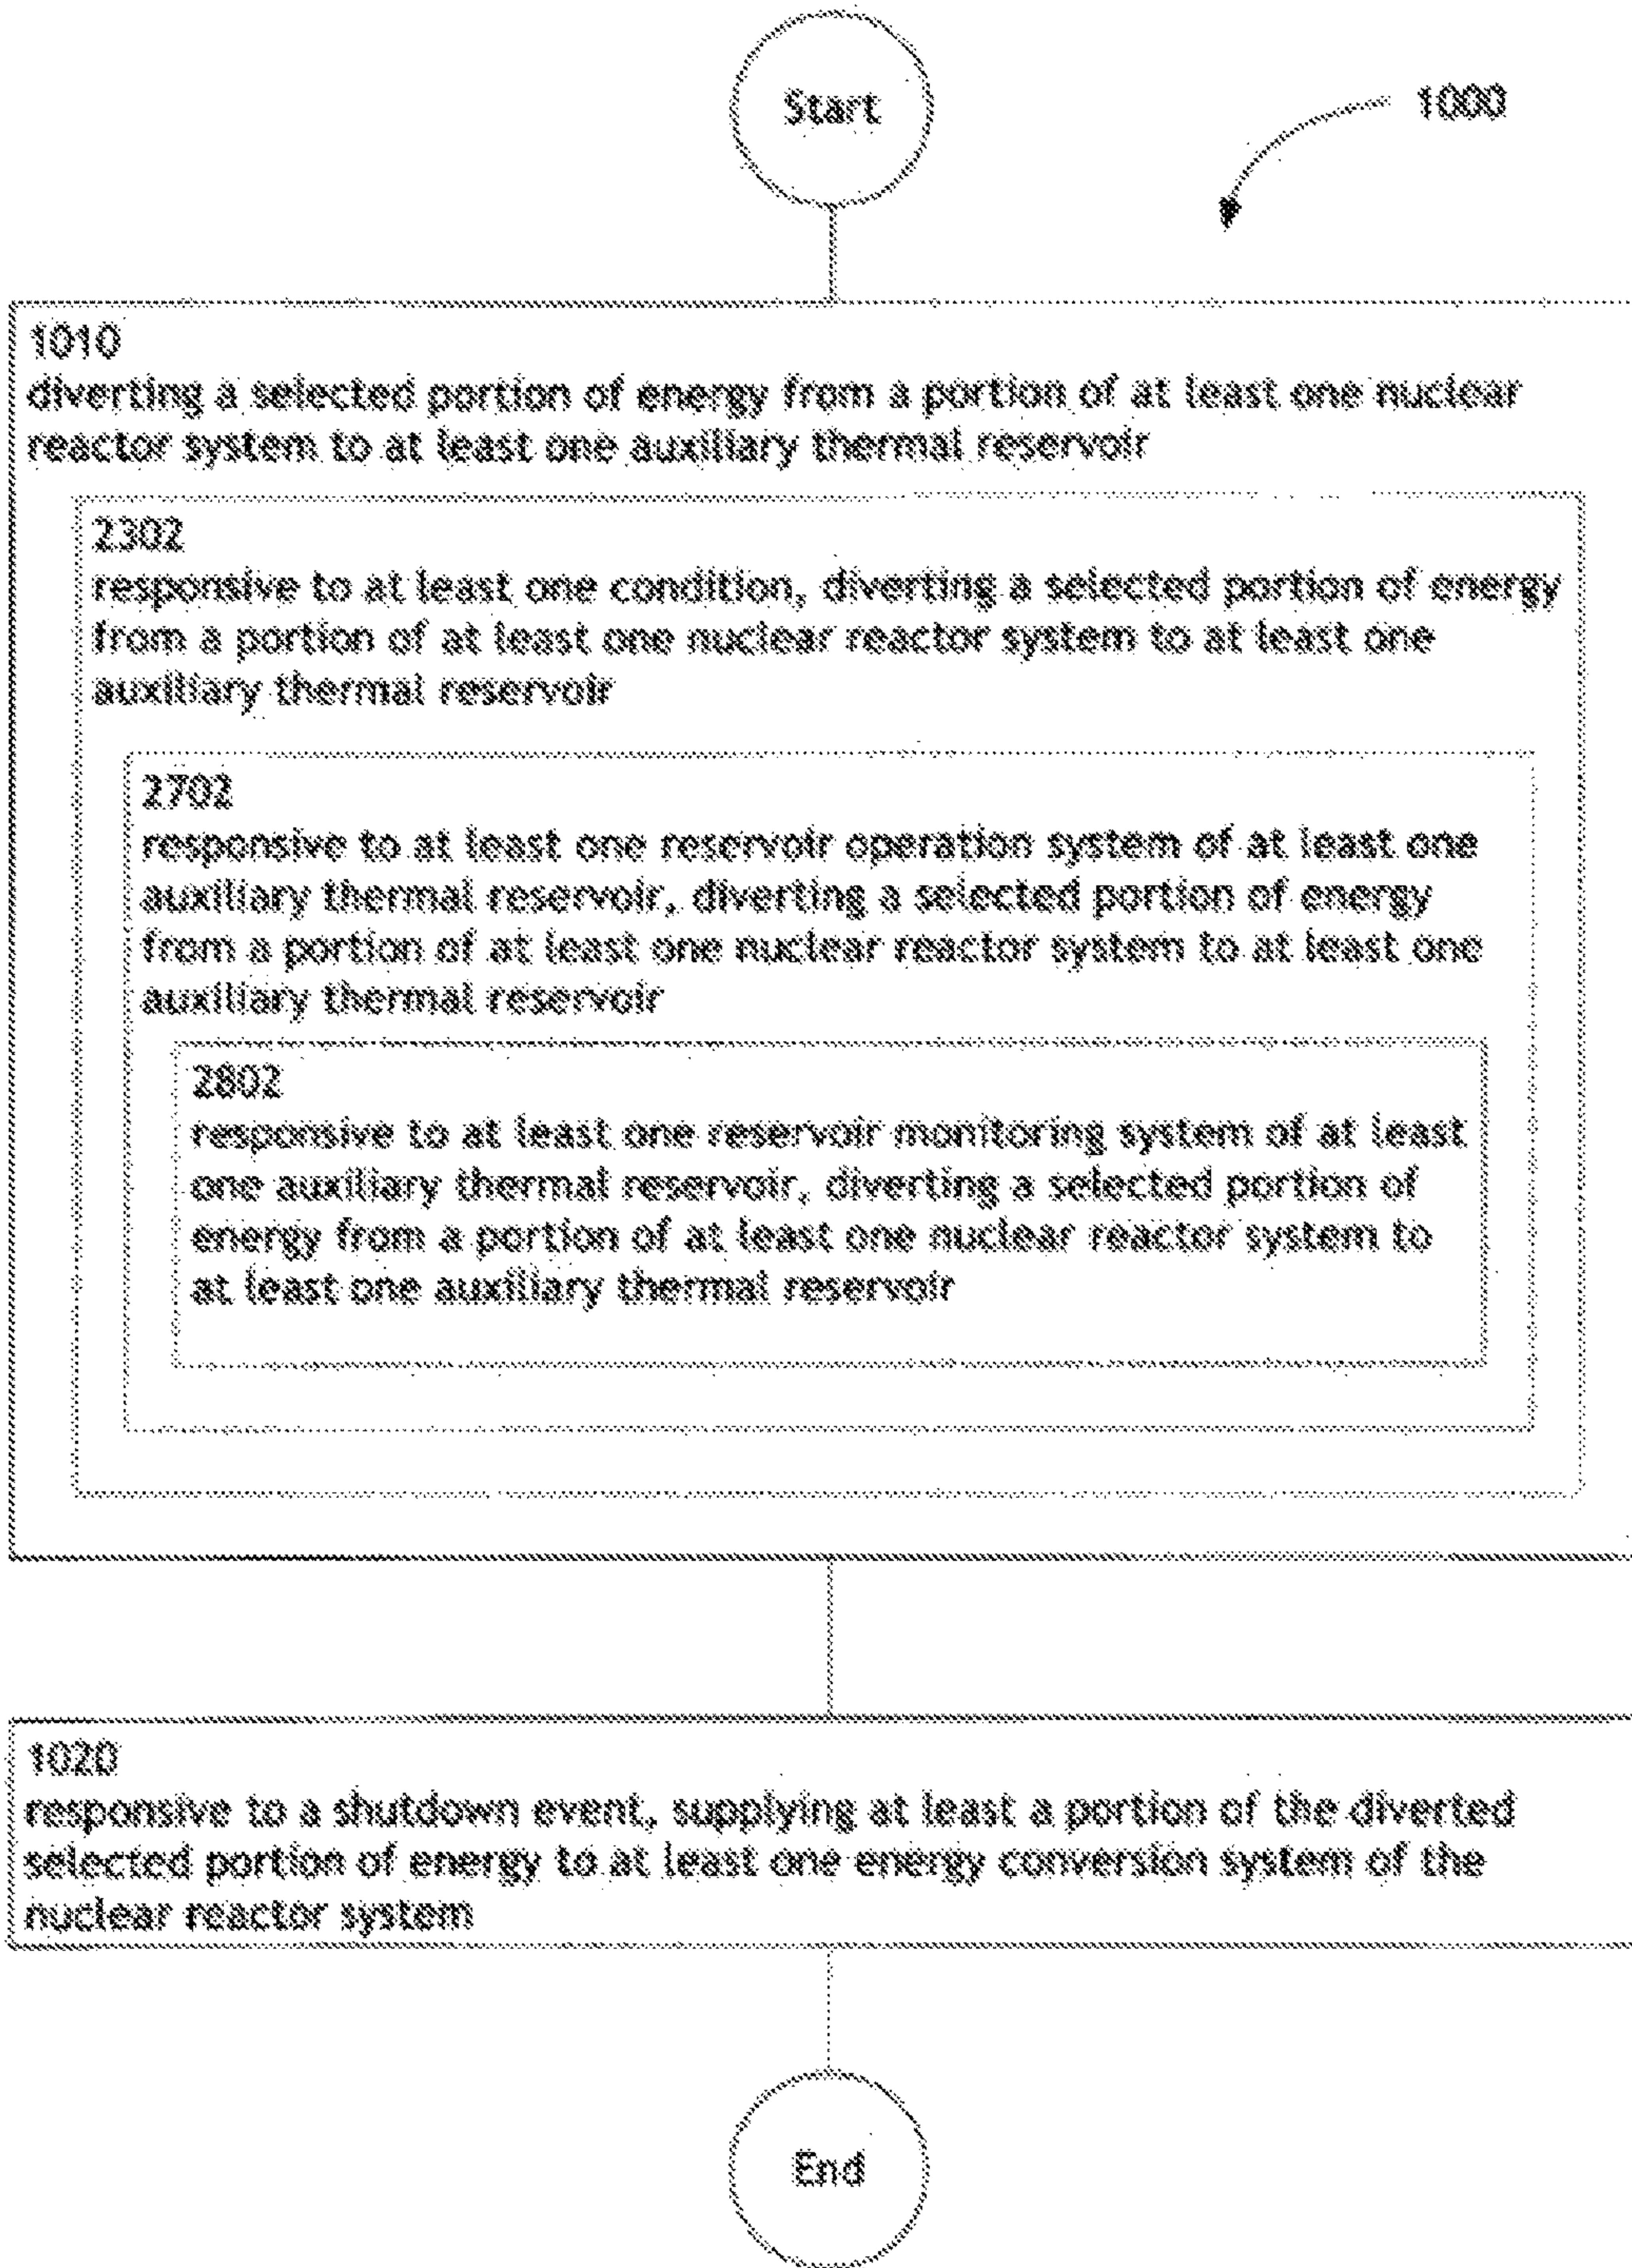 Start
1000
1010
diverting a selected portion of energy from a portion of at least one nuclear
reactor system to at least one auxiliary thermal reservoir
2302
responsive to at least one condition, diverting a selected portion of energy
from a portion of at least one nuclear reactor system to at least one
auxiliary thermal reservoir
2702
responsive to at least one reservoir operation system of at least one
auxiliary thermal reservoir, diverting a selected portion of energy
from a portion of at least one nuclear reactor system to at least one
auxiliary thermal reservoir
2802
responsive to at least one reservoir monitoring system of at least
one auxiliary thermal reservoir, diverting a selected portion of
energy from a portion of at least one nuclear reactor system to
at least one auxiliary thermal reservoir
1020
responsive to a shutdown event, supplying at least a portion of the diverted
selected portion of energy to at least one energy conversion system of the
nuclear reactor system
End